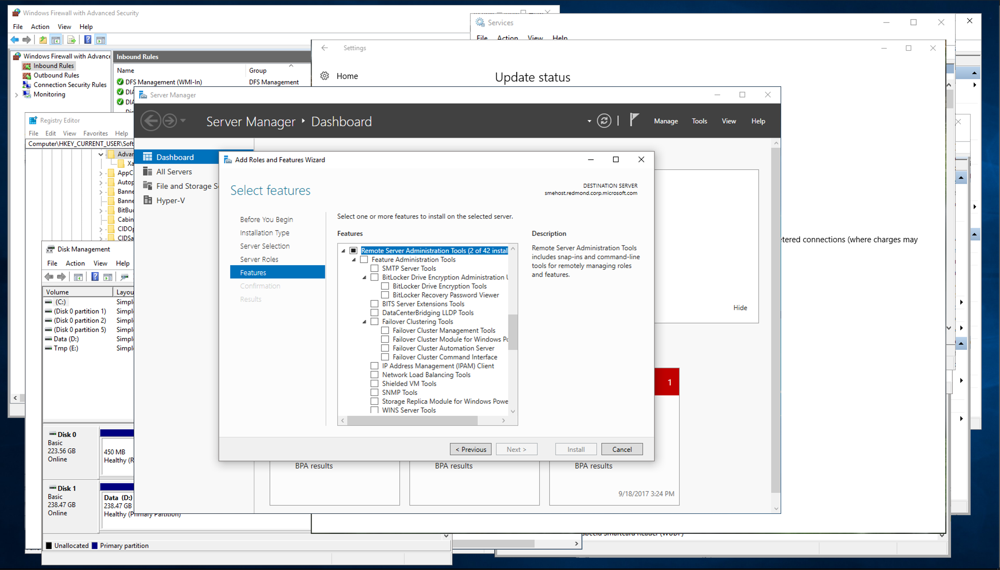 Windows Firewall with Advanced Security
File Action View Help
Windows Firewall with Advance
Inbound Rules
Outbound Rules
Connection Security Rules
Monitoring
Inbound Rules
Name Group
DFS Management (WMI-In) DFS Management
DIA
DIA
Services
File Action View Help
Settings
Home
Update status
tered connections (where charges may
Registry Editor
File Edit View Favorites Help
Computer\HKEY_CURRENT_USER\Soft
Advan
Xa
AppC
Autop
Banne
Banne
BitBuc
Cabin
CIDOp
CIDSa
Disk Management
File Action View Help
Volume Layou
(C:) Simpl
(Disk 0 partition 1) Simpl
(Disk 0 partition 2) Simpl
(Disk 0 partition 5) Simpl
Data (D:) Simpl
Tmp (E:) Simpl
Disk 0
Basic
223.56 GB
Online
450 MB
Healthy (R
Disk 1
Basic
238.47 GB
Online
Data (D:)
238.47 GB
Healthy (Primary Partition)
Unallocated Primary partition
Server Manager
Server Manager Dashboard
Manage Tools View Help
Dashboard
All Servers
File and Storage S
Hyper-V
Hide
1
BPA results
BPA results
BPA results
9/18/2017 3:24 PM
Add Roles and Features Wizard
Select features
DESTINATION SERVER
smehost.redmond.corp.microsoft.com
Before You Begin
Installation Type
Server Selection
Server Roles
Features
Confirmation
Results
Select one or more features to install on the selected server.
Features
Remote Server Administration Tools (2 of 42 instal
Feature Administration Tools
SMTP Server Tools
BitLocker Drive Encryption Administration U
BitLocker Drive Encryption Tools
BitLocker Recovery Password Viewer
BITS Server Extensions Tools
DataCenterBridging LLDP Tools
Failover Clustering Tools
Failover Cluster Management Tools
Failover Cluster Module for Windows Po
Failover Cluster Automation Server
Failover Cluster Command Interface
IP Address Management (IPAM) Client
Network Load Balancing Tools
Shielded VM Tools
SNMP Tools
Storage Replica Module for Windows Powe
WINS Server Tools
Description
Remote Server Administration Tools
includes snap-ins and command-line
tools for remotely managing roles
and features.
< Previous Next > Install Cancel